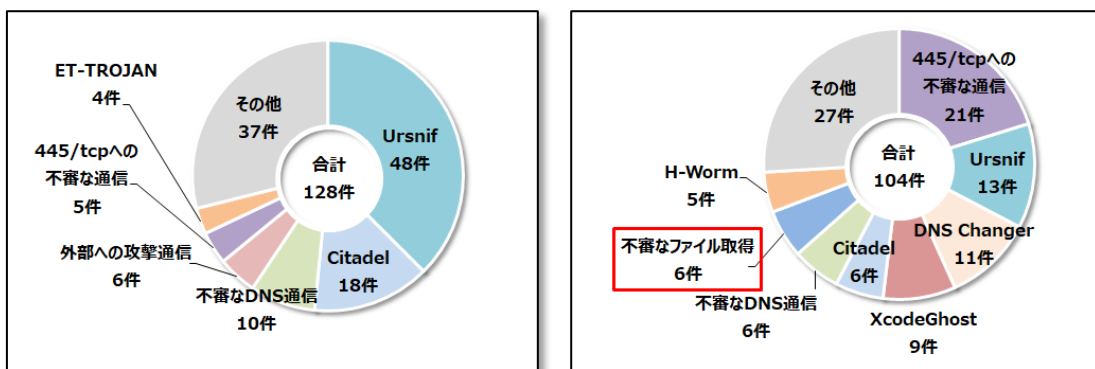 ET-TROJAN
4件
その他
37件
Ursnif
48件
445/tcpへの
不審な通信
5件
合計
128件
外部への攻撃通信
6件
Citadel
18件
不審なDNS通信
10件
445/tcpへの
不審な通信
21件
その他
27件
合計
104件
Ursnif
13件
H-Worm
5件
DNS Changer
11件
不審なファイル取得
6件
Citadel
6件
不審なDNS通信
6件
XcodeGhost
9件